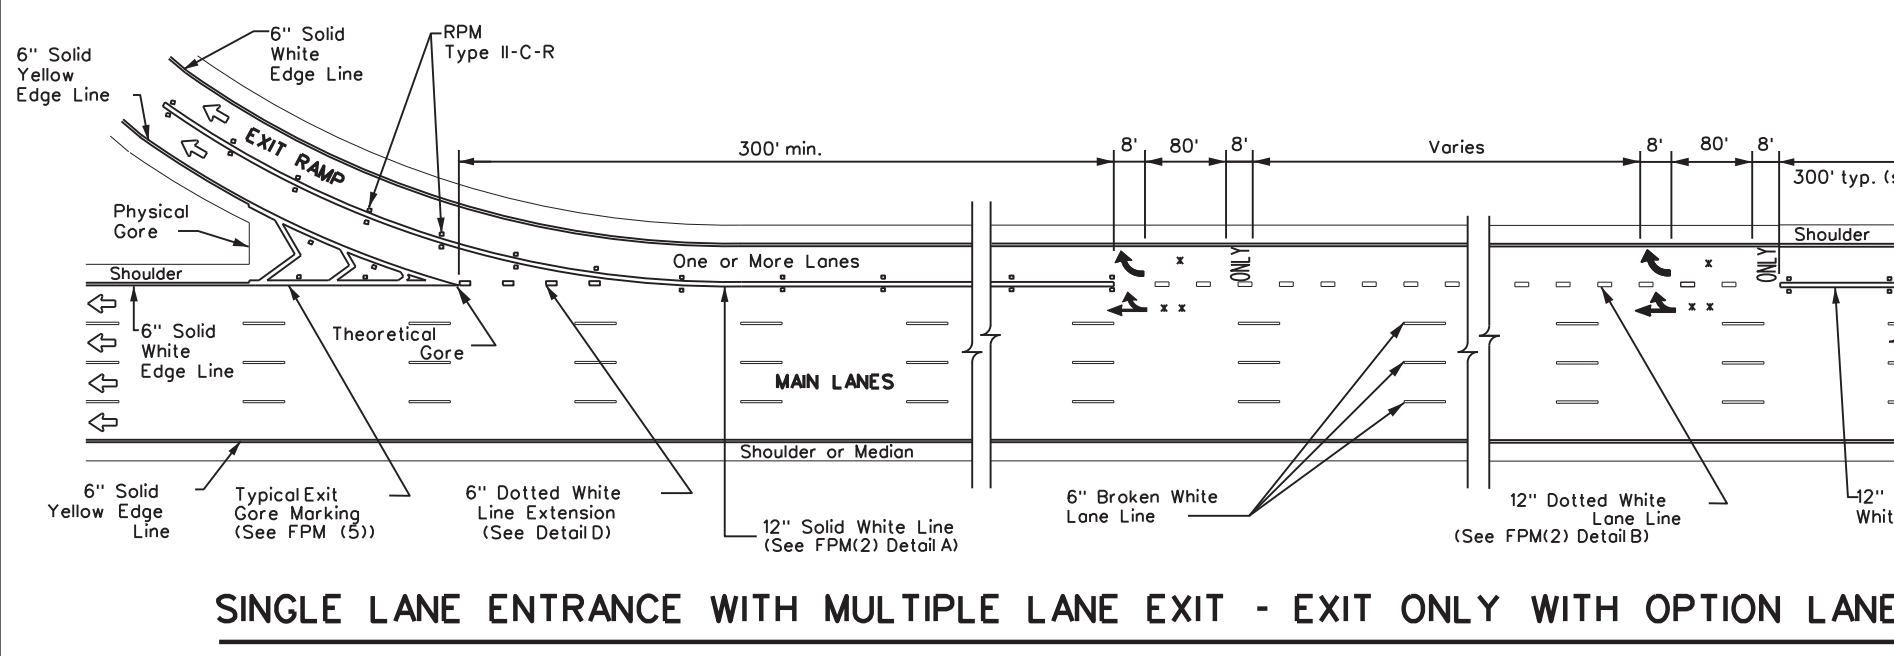 6" Solid
White
Edge Line
RPM
Type II-C-R
6" Solid
Yellow
Edge Line
EXIT RAMP
300' min.
8'
80'
8'
Varies
8'
80'
8'
300' typ. (s
Physical
Gore
Shoulder
One or More Lanes
ONLY
ONLY
Shoulder
x
x x
x
x x
6" Solid
White
Edge Line
Theoretical
Gore
MAIN LANES
Shoulder or Median
6" Solid
Yellow Edge
Line
Typical Exit
Gore Marking
(See FPM (5))
6" Dotted White
Line Extension
(See Detail D)
12" Solid White Line
(See FPM(2) Detail A)
6" Broken White
Lane Line
12" Dotted White
Lane Line
(See FPM(2) Detail B)
12"
Whit
SINGLE LANE ENTRANCE WITH MULTIPLE LANE EXIT - EXIT ONLY WITH OPTION LANE